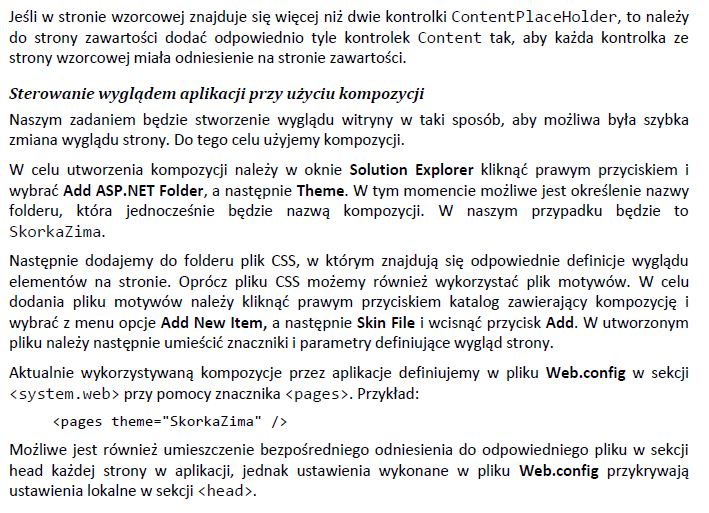 Jeśli w stronie wzorcowej znajduje się więcej niż dwie kontrolki ContentPlaceHolder, to należy
do strony zawartości dodać odpowiednio tyle kontrolek Content tak, aby każda kontrolka ze
strony wzorcowej miała odniesienie na stronie zawartości.
Sterowanie wyglądem aplikacji przy użyciu kompozycji
Naszym zadaniem będzie stworzenie wyglądu witryny w taki sposób, aby możliwa była szybka
zmiana wyglądu strony. Do tego celu użyjemy kompozycji.
W celu utworzenia kompozycji należy w oknie Solution Explorer kliknąć prawym przyciskiem i
wybrać Add ASP.NET Folder, a następnie Theme. W tym momencie możliwe jest określenie nazwy
folderu, która jednocześnie będzie nazwą kompozycji. W naszym przypadku będzie to
SkorkaZima.
Następnie dodajemy do folderu plik CSS, w którym znajdują się odpowiednie definicje wyglądu
elementów na stronie. Oprócz pliku CSS możemy również wykorzystać plik motywów. W celu
dodania pliku motywów należy kliknąć prawym przyciskiem katalog zawierający kompozycję i
wybrać z menu opcje Add New Item, a następnie Skin File i wcisnąć przycisk Add. W utworzonym
pliku należy następnie umieścić znaczniki i parametry definiujące wygląd strony.
Aktualnie wykorzystywaną kompozycje przez aplikacje definiujemy w pliku Web.config w sekcji
<system.web> przy pomocy znacznika <pages>. Przykład:
<pages theme="SkorkaZima" />
Możliwe jest również umieszczenie bezpośredniego odniesienia do odpowiedniego pliku w sekcji
head każdej strony w aplikacji, jednak ustawienia wykonane w pliku Web.config przykrywają
ustawienia lokalne w sekcji <head>.